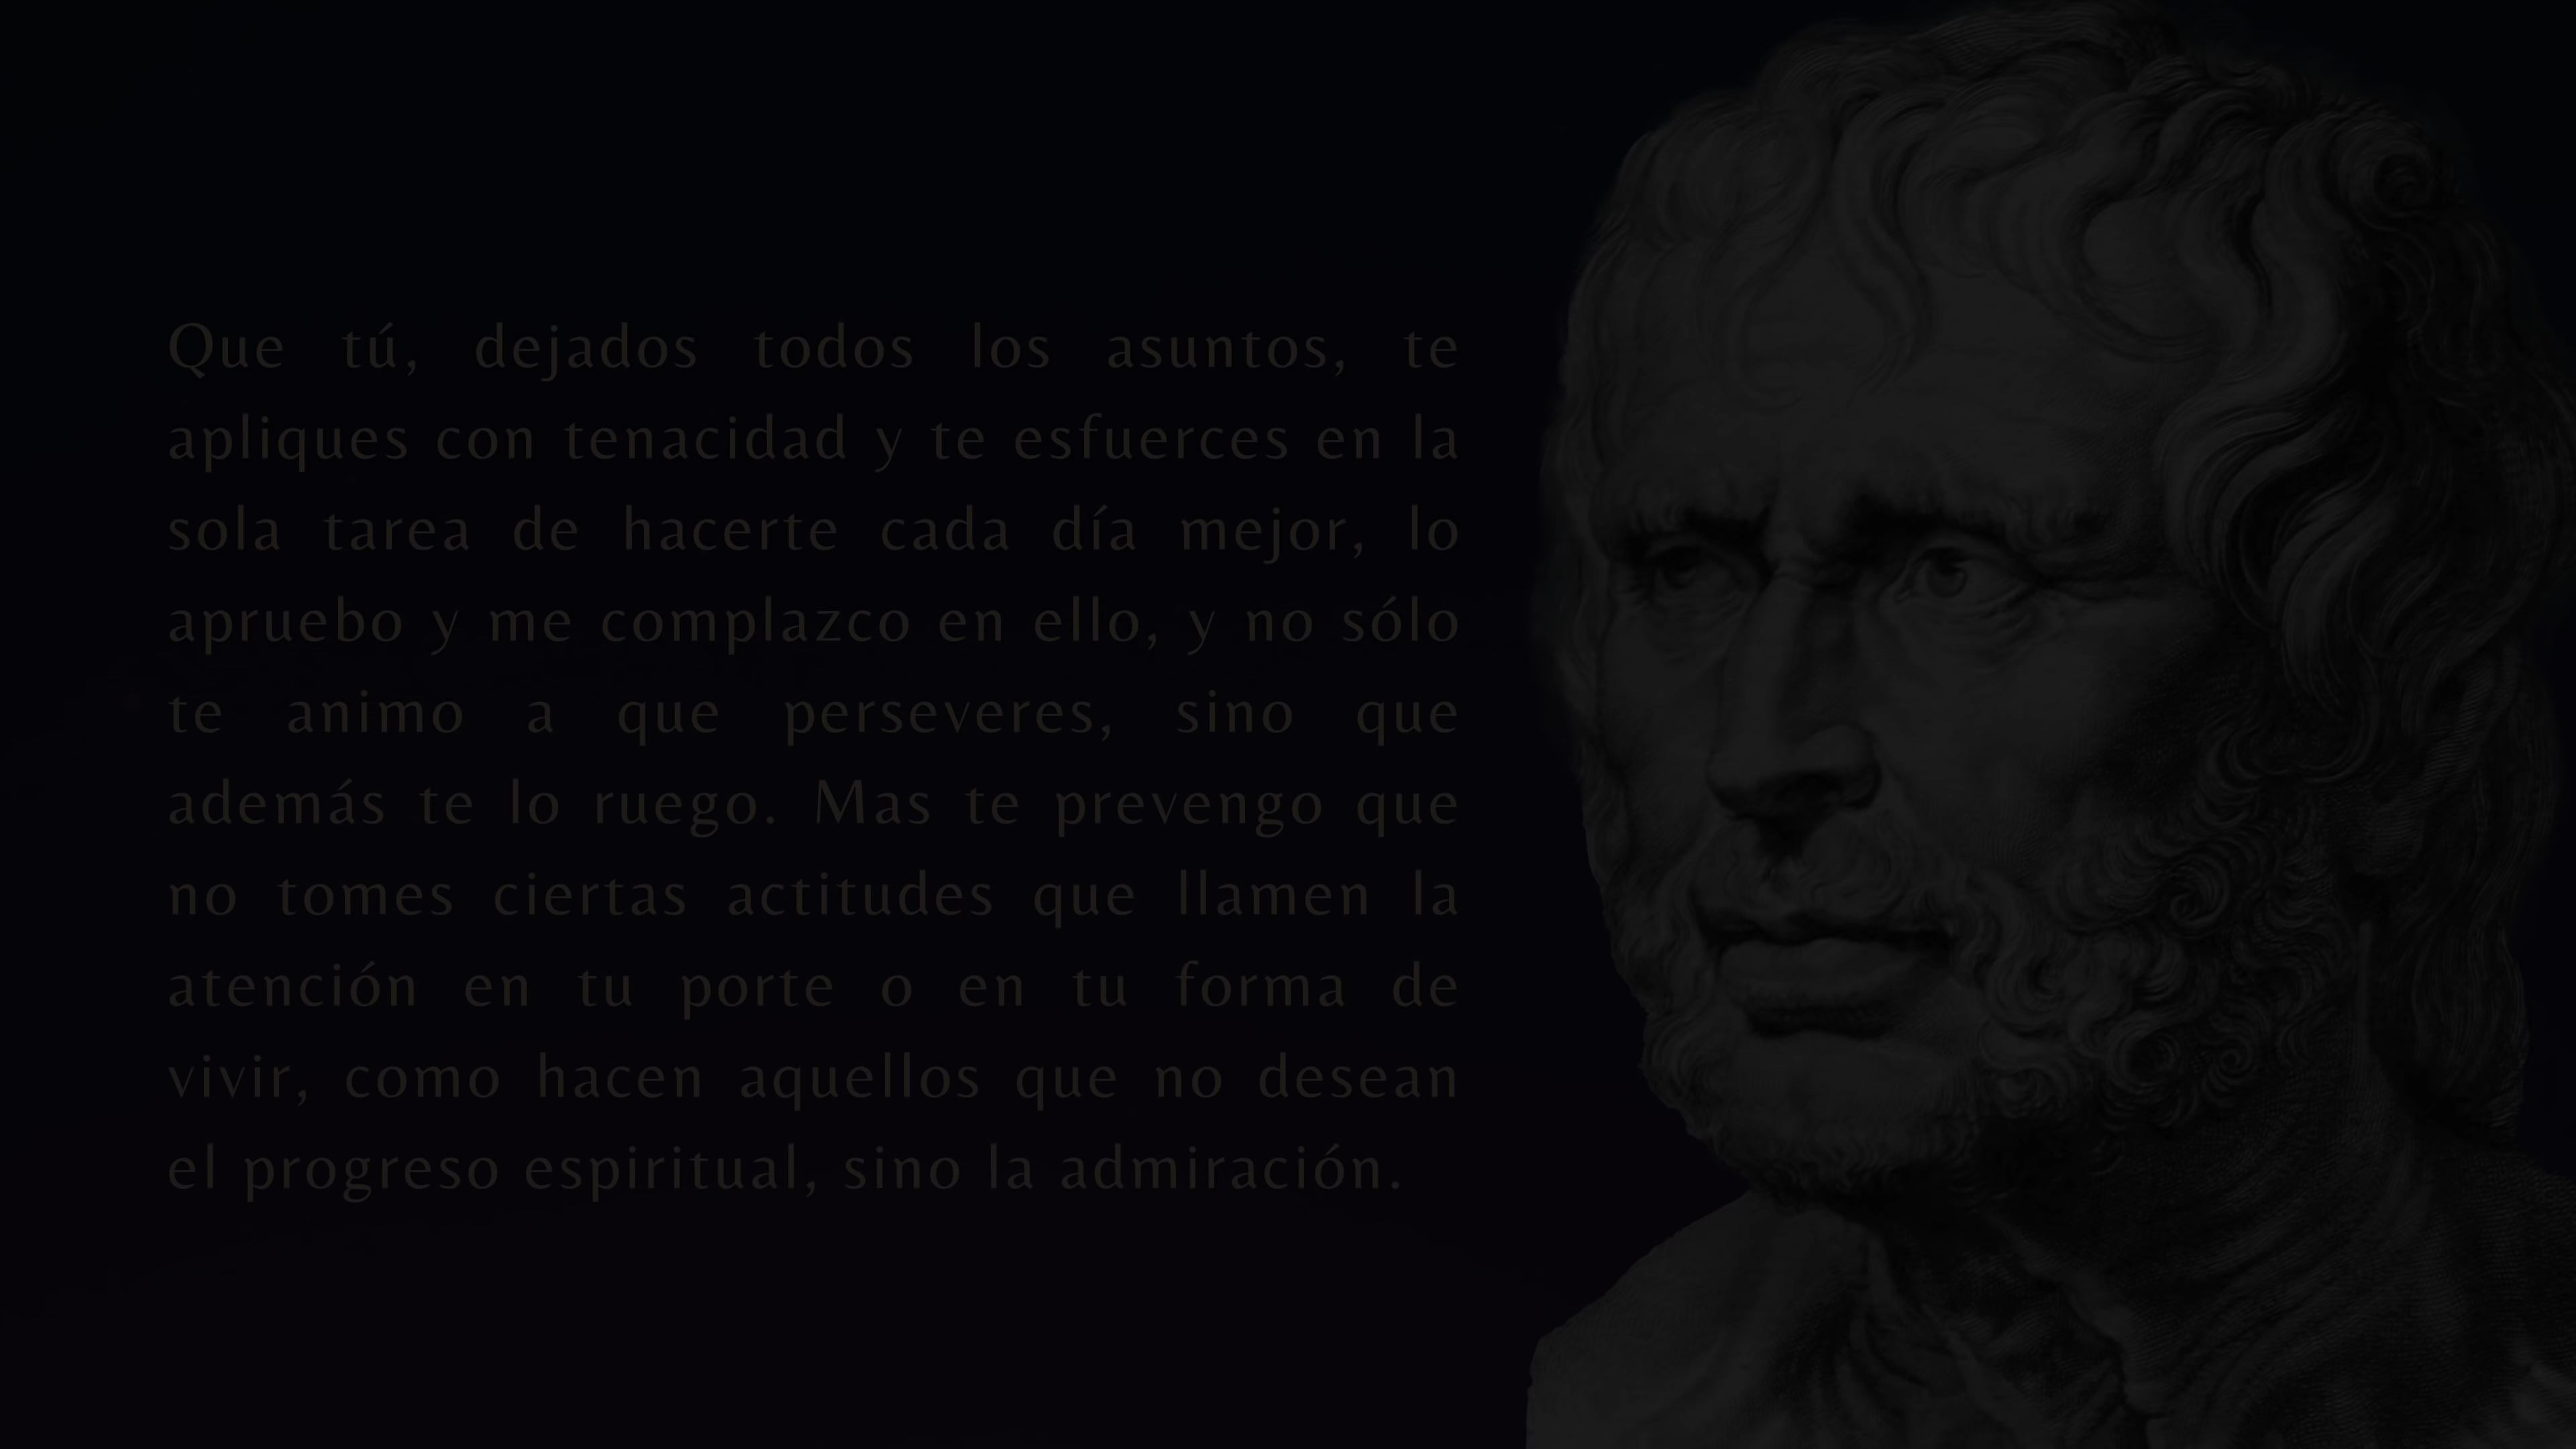 Que tú, dejados todos los asuntos, te
apliques con tenacidad y te esfuerces en la
sola tarea de hacerte cada día mejor, lo
apruebo y me complazco en ello, y no sólo
te animo a que perseveres, sino que
además te lo ruego. Mas te prevengo que
no tomes ciertas actitudes que llamen la
atención en tu porte o en tu forma de
vivir, como hacen aquellos que no desean
el progreso espiritual, sino la admiración.